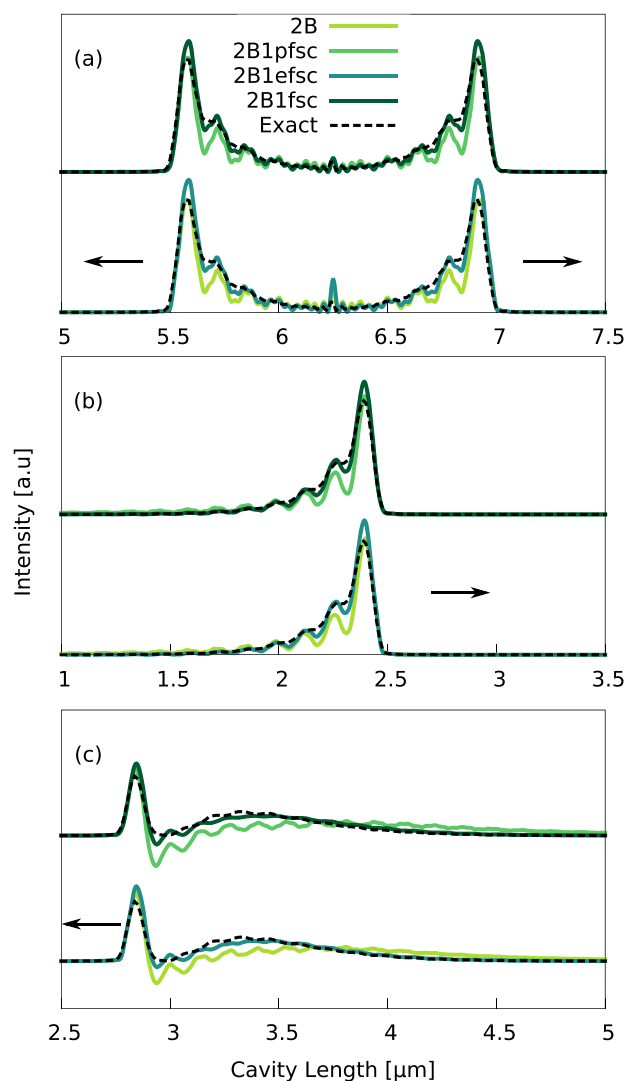 (a)
2B
2B1pfsc
2B1efsc
2B1fsc
Exact
5 5.5 6 6.5 7 7.5
(b)
1 1.5 2 2.5 3 3.5
Intensity [a.u]
(c)
2.5 3 3.5 4 4.5 5
Cavity Length [μm]